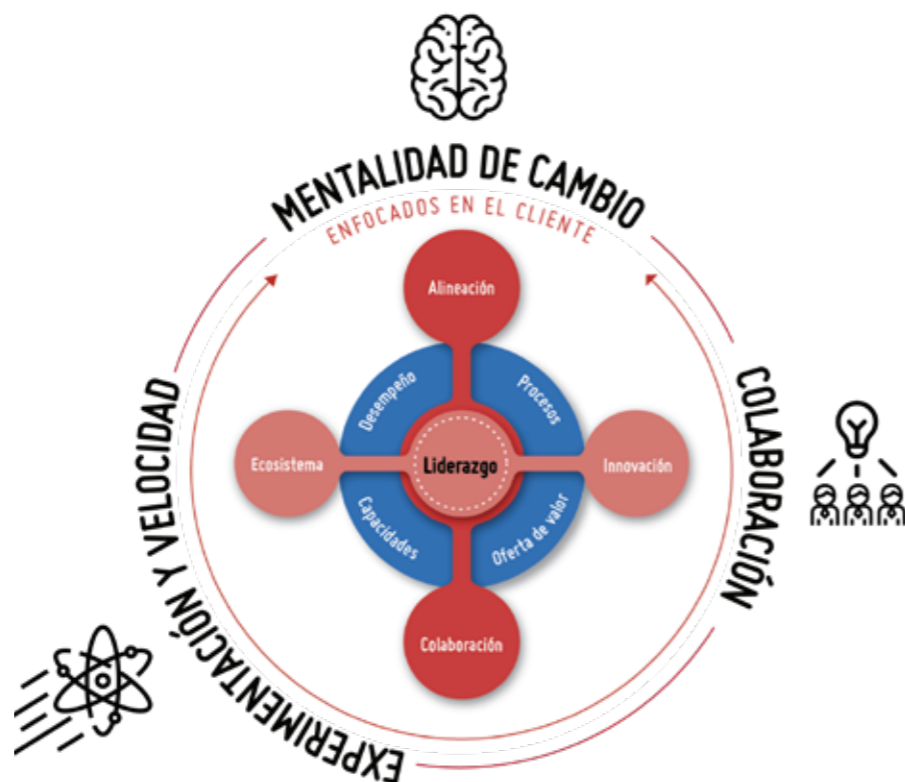 MENTALIDAD DE CAMBIO
ENFOCADOS EN EL CLIENTE
Alineación
Desempeño
Procesos
Ecosistema
Liderazgo
Innovación
Capacidades
Oferta de valor
Colaboración
COLABORACIÓN
EXPERIMENTACIÓN Y VELOCIDAD